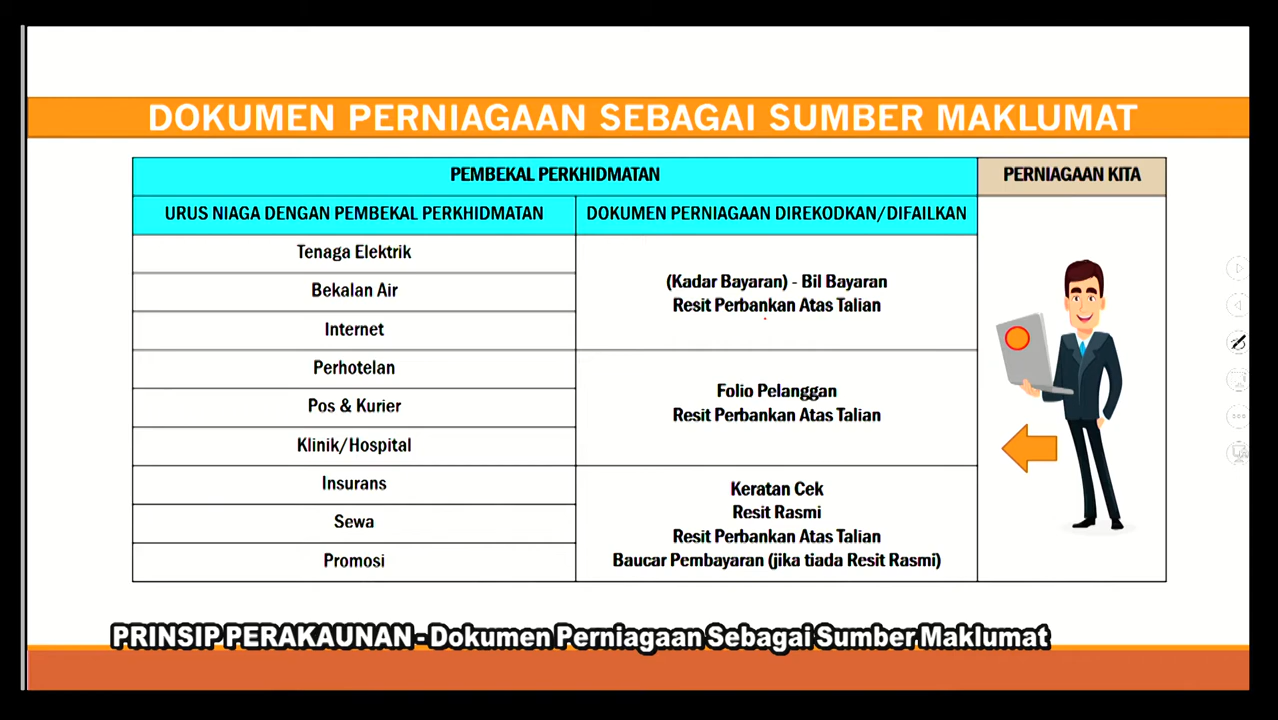 DOKUMEN PERNIAGAAN SEBAGAI SUMBER MAKLUMAT
PEMBEKAL PERKHIDMATAN
PERNIAGAAN KITA
URUS NIAGA DENGAN PEMBEKAL PERKHIDMATAN
DOKUMEN PERNIAGAAN DIREKODKAN/DIFAILKAN
Tenaga Elektrik
Bekalan Air
Internet
(Kadar Bayaran) - Bil Bayaran
Resit Perbankan Atas Talian
Perhotelan
Pos & Kurier
Klinik/Hospital
Folio Pelanggan
Resit Perbankan Atas Talian
Insurans
Sewa
Promosi
Keratan Cek
Resit Rasmi
Resit Perbankan Atas Talian
Baucar Pembayaran (jika tiada Resit Rasmi)
PRINSIP PERAKAUNAN - Dokumen Perniagaan Sebagai Sumber Maklumat